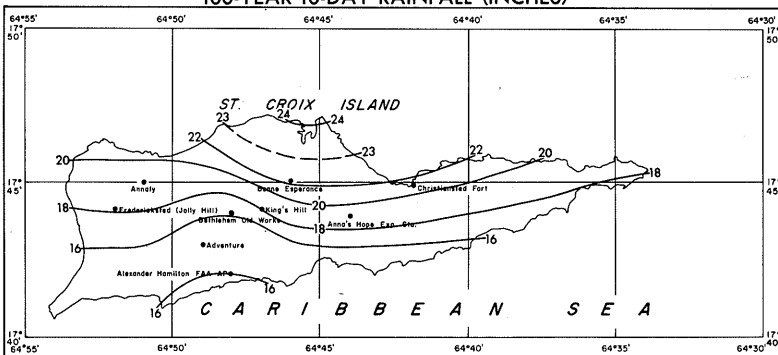 100-YEAR 10-DAY RAINFALL (INCHES)
64°55' 64°50' 64°45' 64°40' 64°35' 64°30'
17° 50' 17° 50'
ST. CROIX ISLAND
23 24 24
22 23 22 20
20 18
17° 45' 17° 45'
Annaly Bonne Esperance Christiansted Fort
20
18 Fredericksted (Jolly Hill) King's Hill
Bethlehem Old Works 18 Anna's Hope Exp. Sta.
16 Adventure 16
Alexander Hamilton FAA AP
16 16
CARIBBEAN SEA
17° 40' 17° 40'
64°55' 64°50' 64°45' 64°40' 64°35' 64°30'